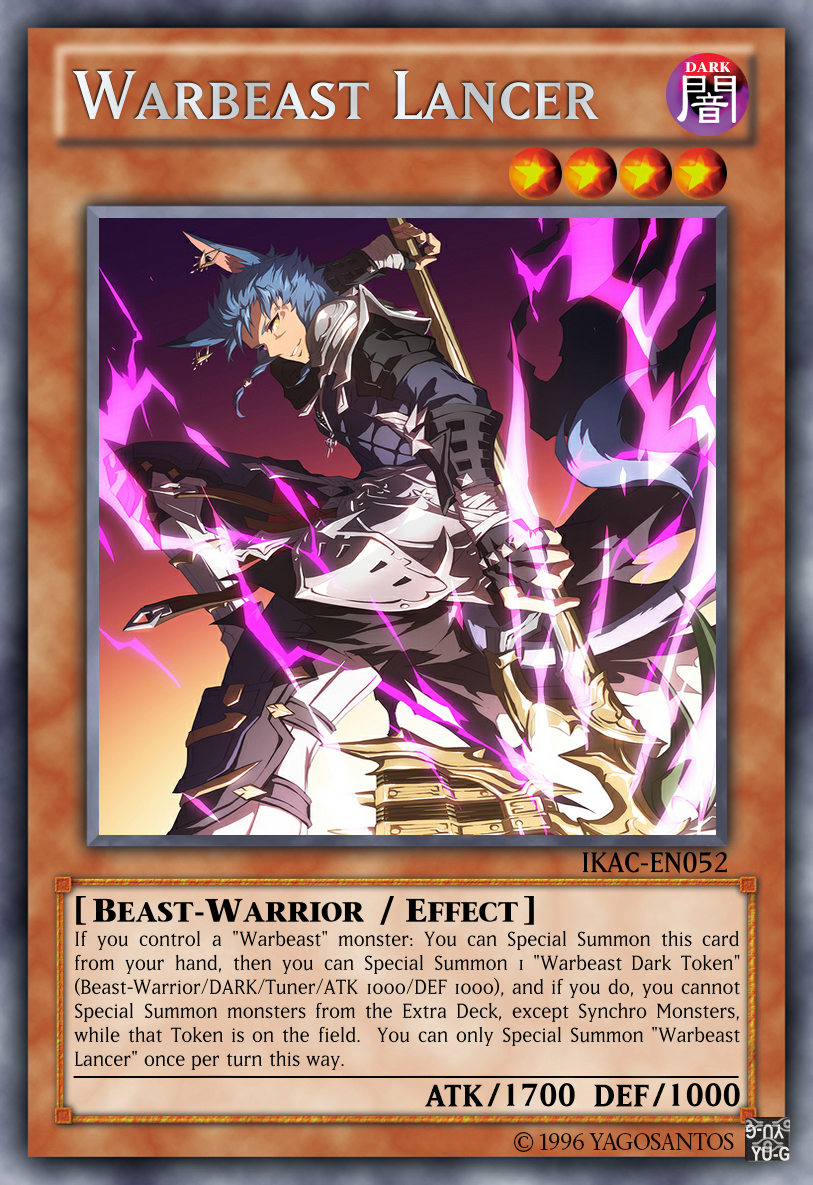 WARBEAST LANCER
DARK
闇
IKAC-EN052
[ BEAST-WARRIOR / EFFECT ]
If you control a "Warbeast" monster: You can Special Summon this card
from your hand, then you can Special Summon 1 "Warbeast Dark Token"
(Beast-Warrior/DARK/Tuner/ATK 1000/DEF 1000), and if you do, you cannot
Special Summon monsters from the Extra Deck, except Synchro Monsters,
while that Token is on the field. You can only Special Summon "Warbeast
Lancer" once per turn this way.
ATK/1700 DEF/1000
© 1996 YAGOSANTOS
YU-G